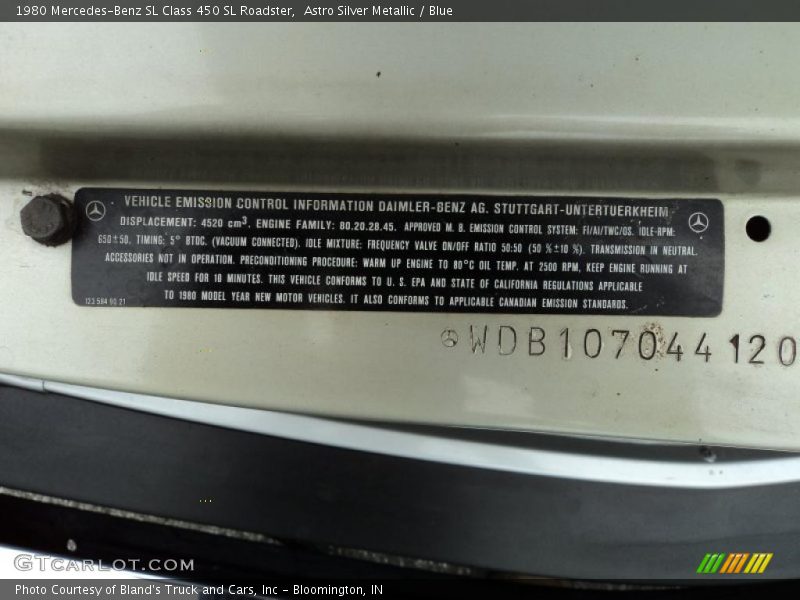 1980 Mercedes-Benz SL Class 450 SL Roadster,  Astro Silver Metallic / Blue
VEHICLE EMISSION CONTROL INFORMATION DAIMLER-BENZ AG. STUTTGART-UNTERTUERKHEIM
DISPLACEMENT: 4520 cm³. ENGINE FAMILY: 80.20.28.45. APPROVED M. B. EMISSION CONTROL SYSTEM: FI/AI/TWC/OS. IDLE-RPM:
650±50. TIMING: 5° BTDC. (VACUUM CONNECTED). IDLE MIXTURE: FREQUENCY VALVE ON/OFF RATIO 50:50 (50 %±10 %). TRANSMISSION IN NEUTRAL.
ACCESSORIES NOT IN OPERATION. PRECONDITIONING PROCEDURE: WARM UP ENGINE TO 80°C OIL TEMP. AT 2500 RPM, KEEP ENGINE RUNNING AT
IDLE SPEED FOR 10 MINUTES. THIS VEHICLE CONFORMS TO U. S. EPA AND STATE OF CALIFORNIA REGULATIONS APPLICABLE
TO 1980 MODEL YEAR NEW MOTOR VEHICLES. IT ALSO CONFORMS TO APPLICABLE CANADIAN EMISSION STANDARDS.
123 584 90 21
WDB107044 120
GTCARLOT.COM
Photo Courtesy of Bland's Truck and Cars, Inc – Bloomington, IN